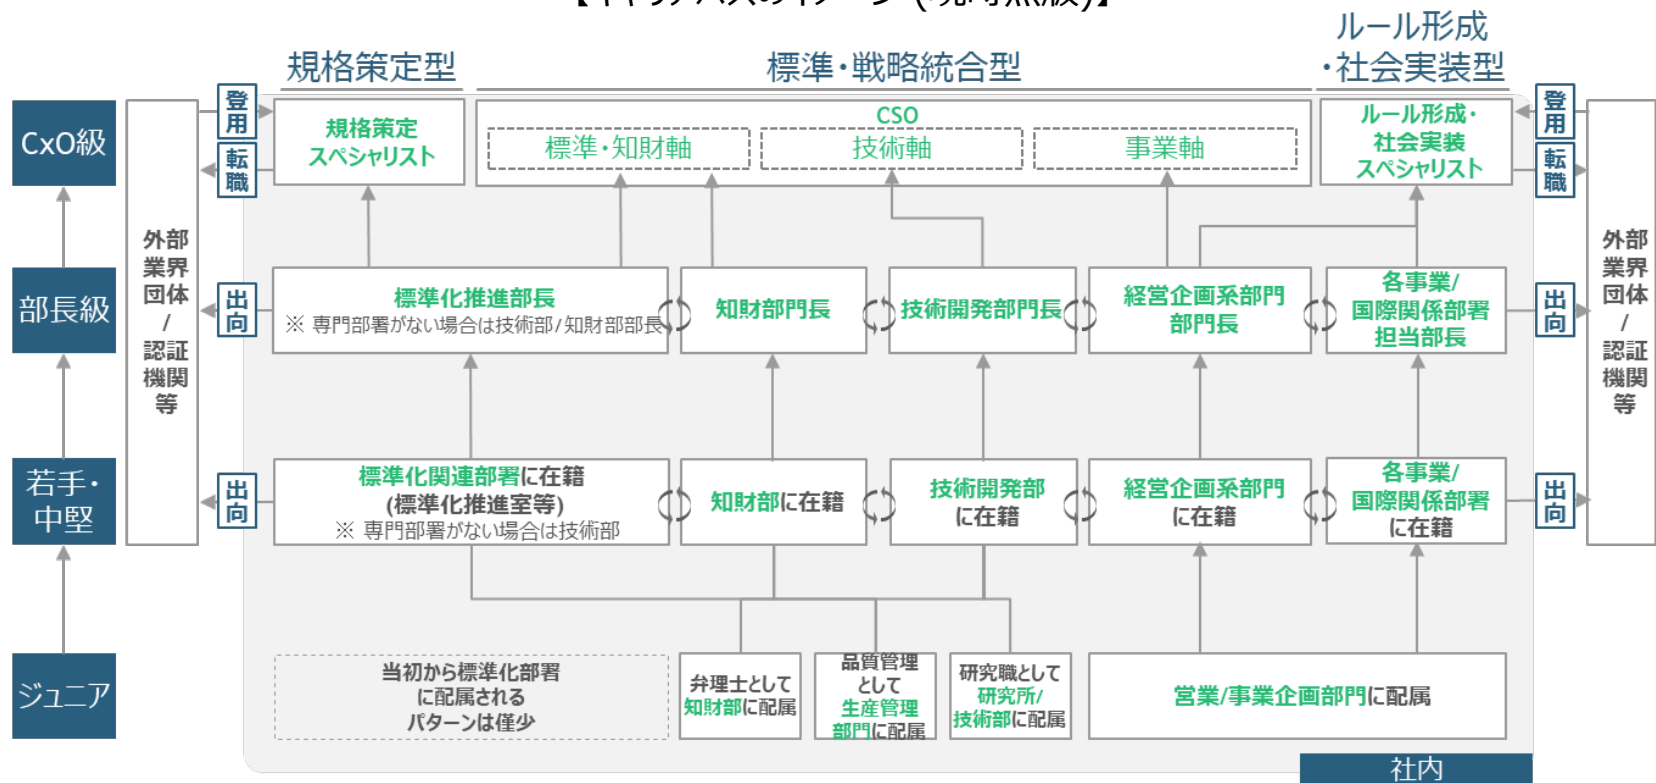 【キャリアパスのイメージ(現時点版)】
規格策定型
標準・戦略統合型
ルール形成
・社会実装型
CxO級
部長級
若手・
中堅
ジュニア
外部
業界
団体
/
認証
機関
等
登用
転職
出向
出向
規格策定
スペシャリスト
CSO
標準・知財軸
技術軸
事業軸
ルール形成・
社会実装
スペシャリスト
標準化推進部長
※ 専門部署がない場合は技術部/知財部部長
知財部門長
技術開発部門長
経営企画系部門
部門長
各事業/
国際関係部署
担当部長
標準化関連部署に在籍
(標準化推進室等)
※ 専門部署がない場合は技術部
知財部に在籍
技術開発部
に在籍
経営企画系部門
に在籍
各事業/
国際関係部署
に在籍
当初から標準化部署
に配属される
パターンは僅少
弁理士として
知財部に配属
品質管理
として
生産管理
部門に配属
研究職として
研究所/
技術部に配属
営業/事業企画部門に配属
登用
転職
出向
出向
外部
業界
団体
/
認証
機関
等
社内